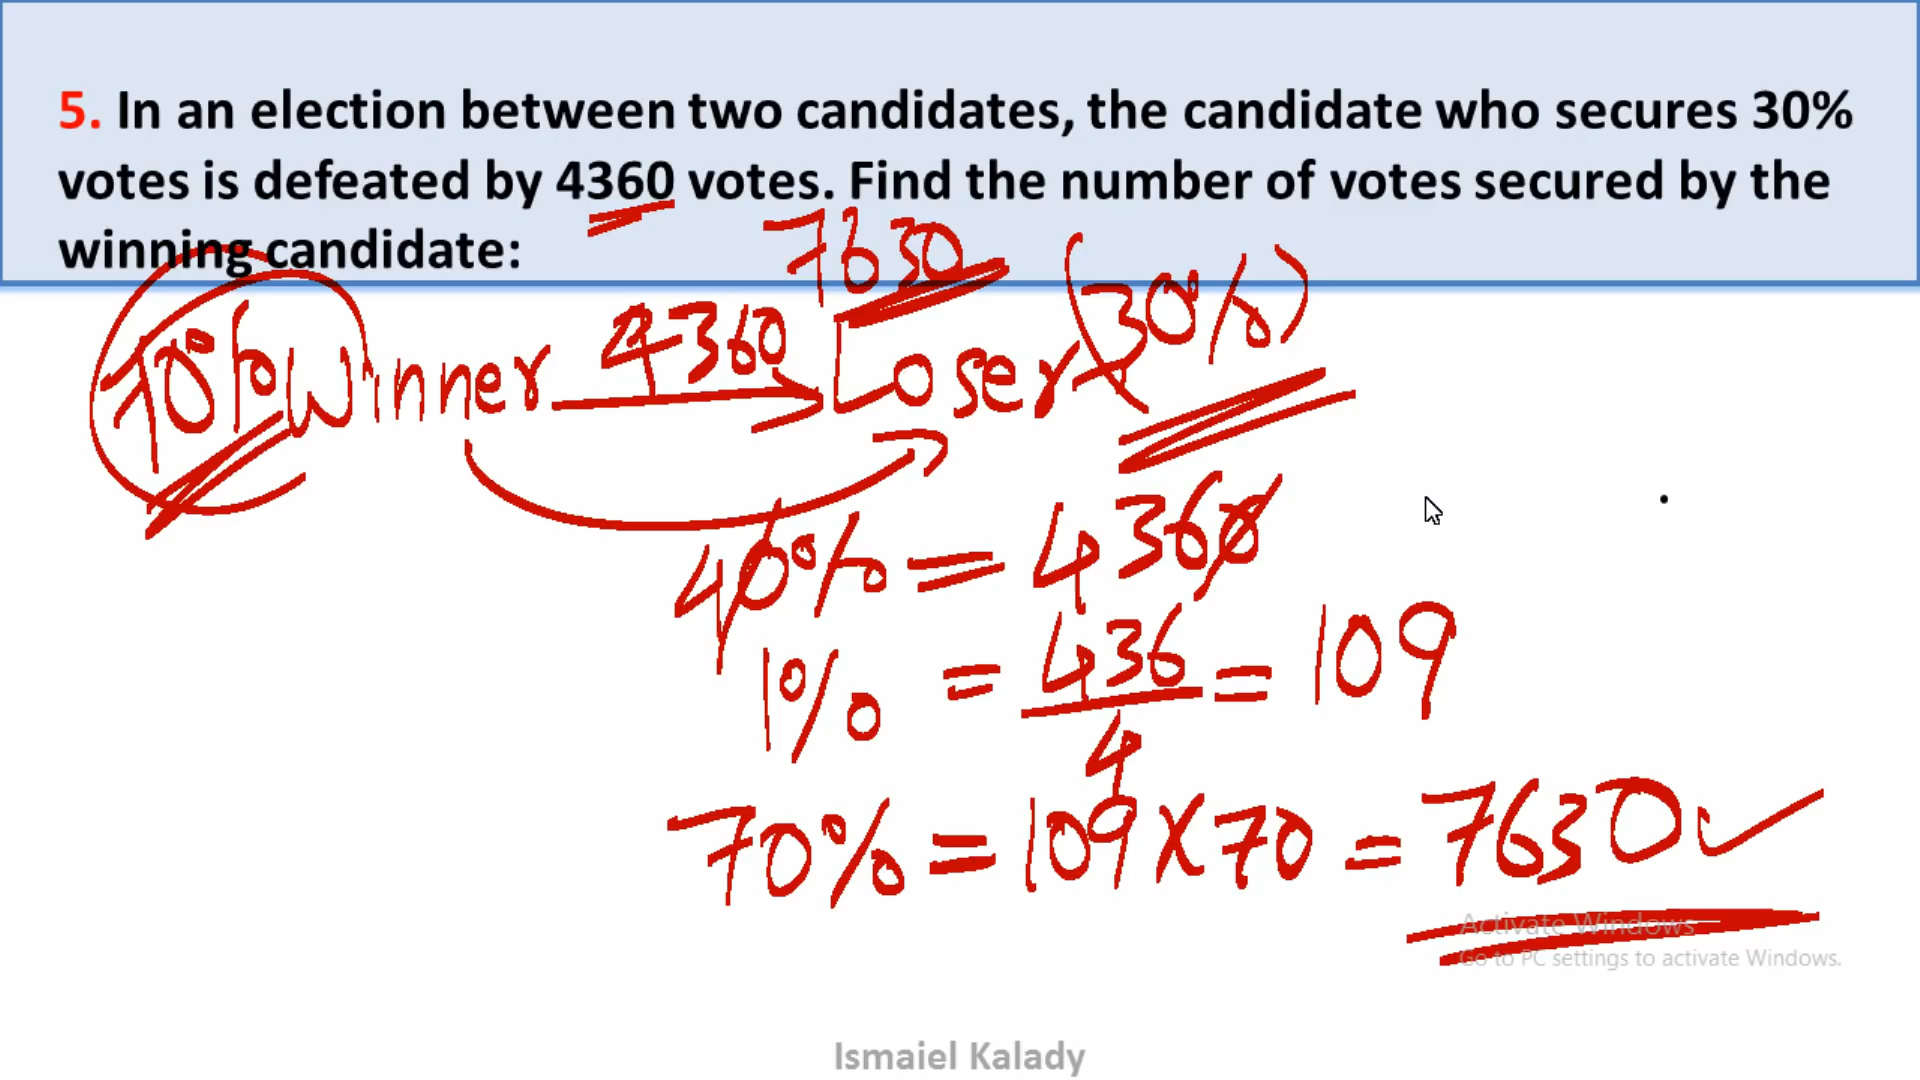 5. In an election between two candidates, the candidate who secures 30%
votes is defeated by 4360 votes. Find the number of votes secured by the
winning candidate:
7630
70% Winner 4360 Loser (30%)
40% = 4360
1% = 436/4 = 109
70% = 109 X 70 = 7630
Activate Windows
Go to PC settings to activate Windows.
Ismaiel Kalady